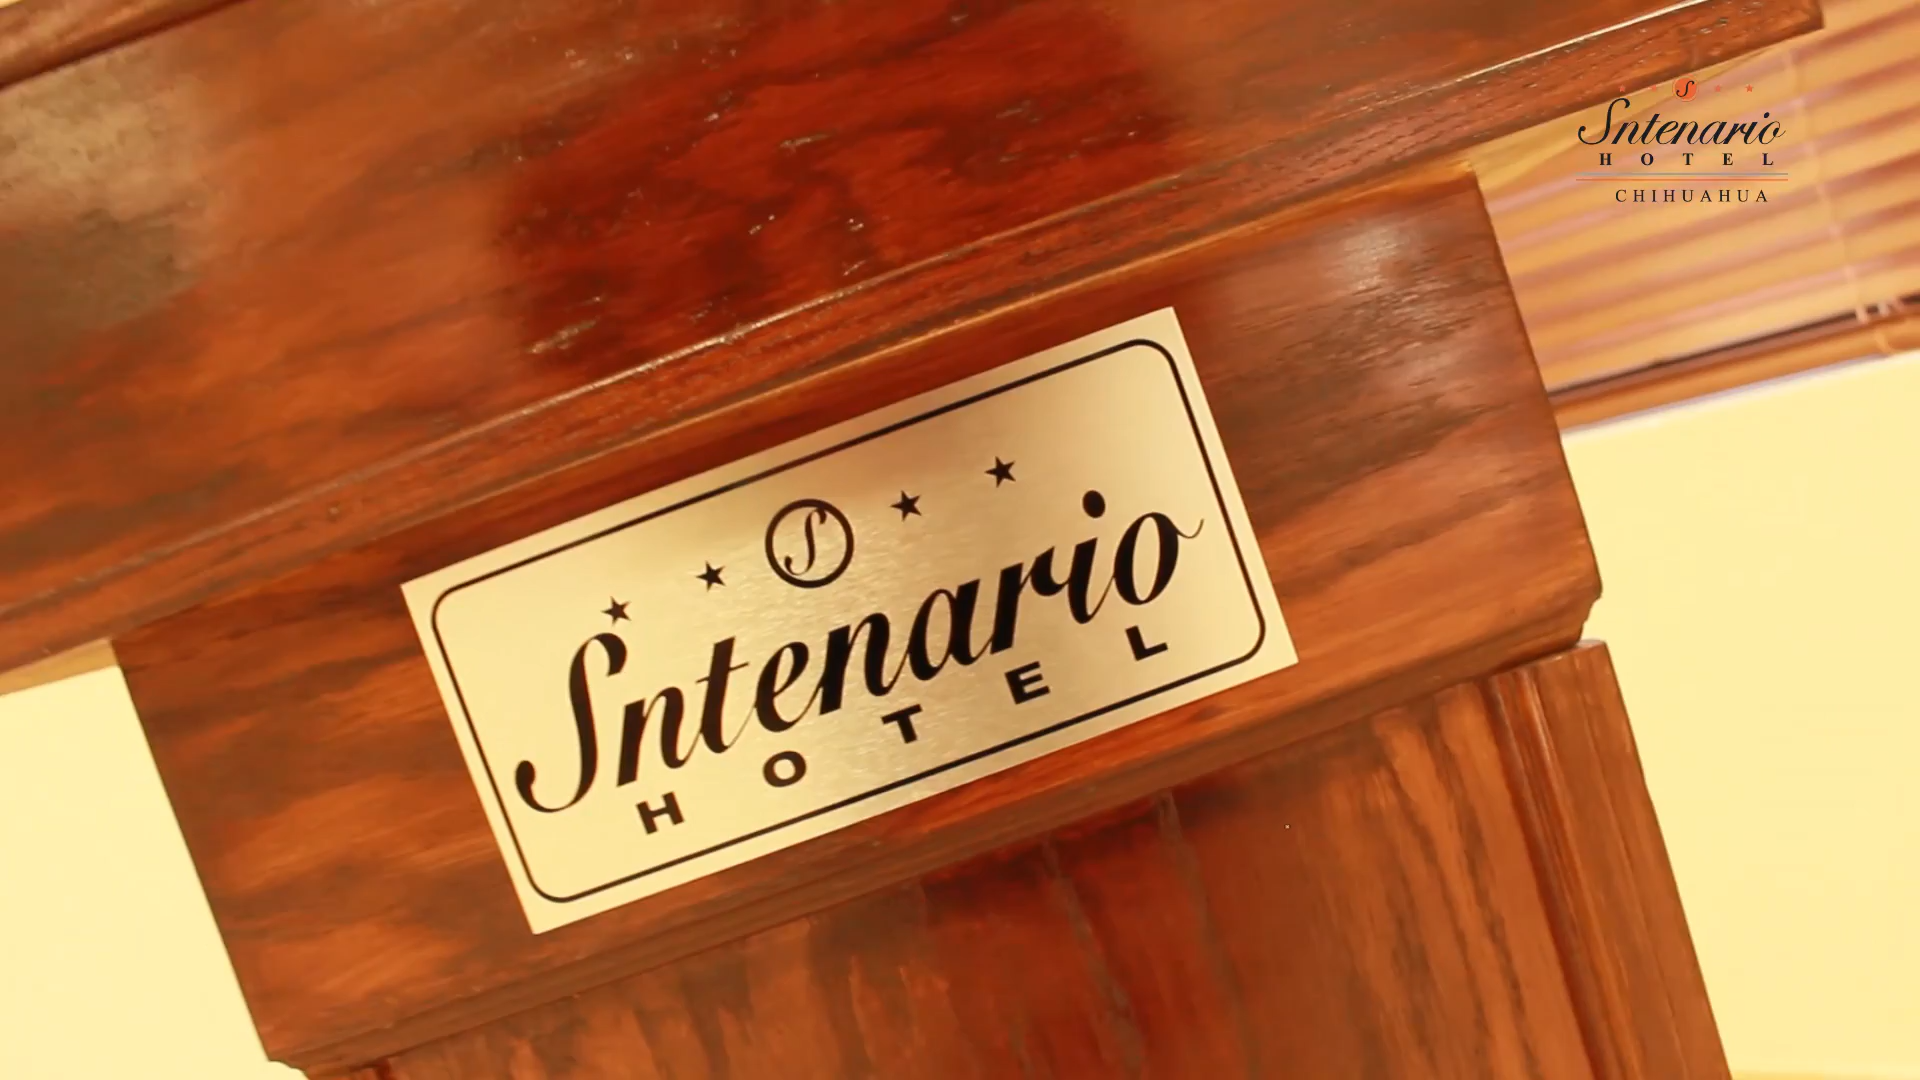 S
Sntenario
HOTEL
CHIHUAHUA
S
Sntenario
HOTEL